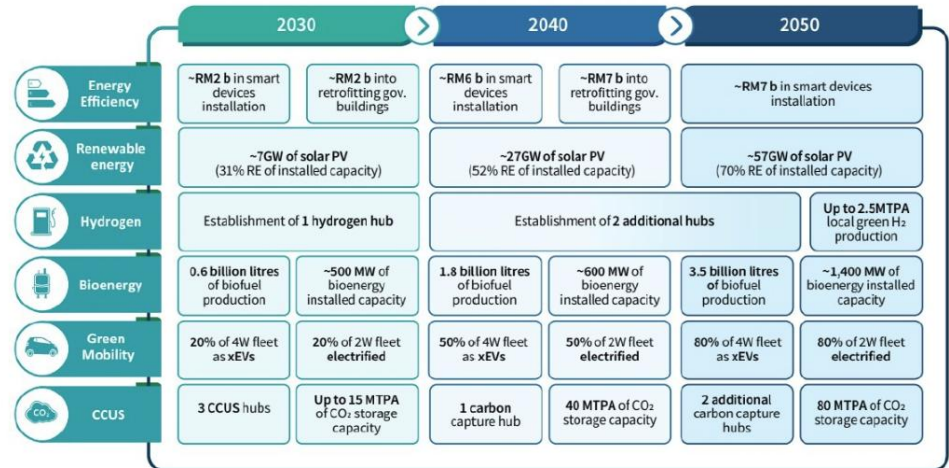 2030
2040
2050
Energy
Efficiency
~RM2 b in smart
devices
installation
~RM2 b into
retrofitting gov.
buildings
~RM6 b in smart
devices
installation
~RM7 b into
retrofitting gov.
buildings
~RM7 b in smart devices
installation
Renewable
energy
~7GW of solar PV
(31% RE of installed capacity)
~27GW of solar PV
(52% RE of installed capacity)
~57GW of solar PV
(70% RE of installed capacity)
Hydrogen
Establishment of 1 hydrogen hub
Establishment of 2 additional hubs
Up to 2.5MTPA
local green H₂
production
Bioenergy
0.6 billion litres
of biofuel
production
~500 MW of
bioenergy
installed capacity
1.8 billion litres
of biofuel
production
~600 MW of
bioenergy
installed capacity
3.5 billion litres
of biofuel
production
~1,400 MW of
bioenergy installed
capacity
Green
Mobility
20% of 4W fleet
as xEVs
20% of 2W fleet
electrified
50% of 4W fleet
as xEVs
50% of 2W fleet
electrified
80% of 4W fleet
as xEVs
80% of 2W fleet
electrified
CO₂
CCUS
3 CCUS hubs
Up to 15 MTPA
of CO₂ storage
capacity
1 carbon
capture hub
40 MTPA of CO₂
storage capacity
2 additional
carbon capture
hubs
80 MTPA of CO₂
storage capacity